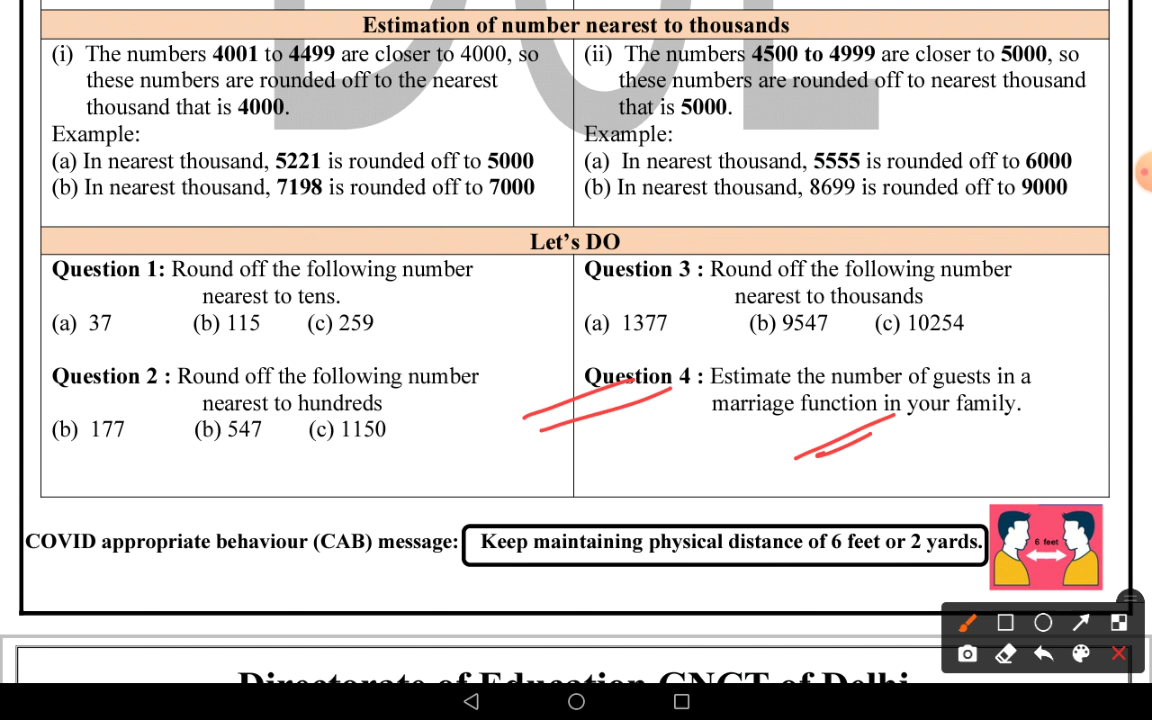 Estimation of number nearest to thousands
(i) The numbers 4001 to 4499 are closer to 4000, so
these numbers are rounded off to the nearest
thousand that is 4000.
Example:
(a) In nearest thousand, 5221 is rounded off to 5000
(b) In nearest thousand, 7198 is rounded off to 7000
(ii) The numbers 4500 to 4999 are closer to 5000, so
these numbers are rounded off to nearest thousand
that is 5000.
Example:
(a) In nearest thousand, 5555 is rounded off to 6000
(b) In nearest thousand, 8699 is rounded off to 9000
Let's DO
Question 1: Round off the following number
nearest to tens.
(a) 37 (b) 115 (c) 259
Question 2 : Round off the following number
nearest to hundreds
(b) 177 (b) 547 (c) 1150
Question 3 : Round off the following number
nearest to thousands
(a) 1377 (b) 9547 (c) 10254
Question 4 : Estimate the number of guests in a
marriage function in your family.
COVID appropriate behaviour (CAB) message: Keep maintaining physical distance of 6 feet or 2 yards.
6 feet
Directorate of Education GNCT of Delhi